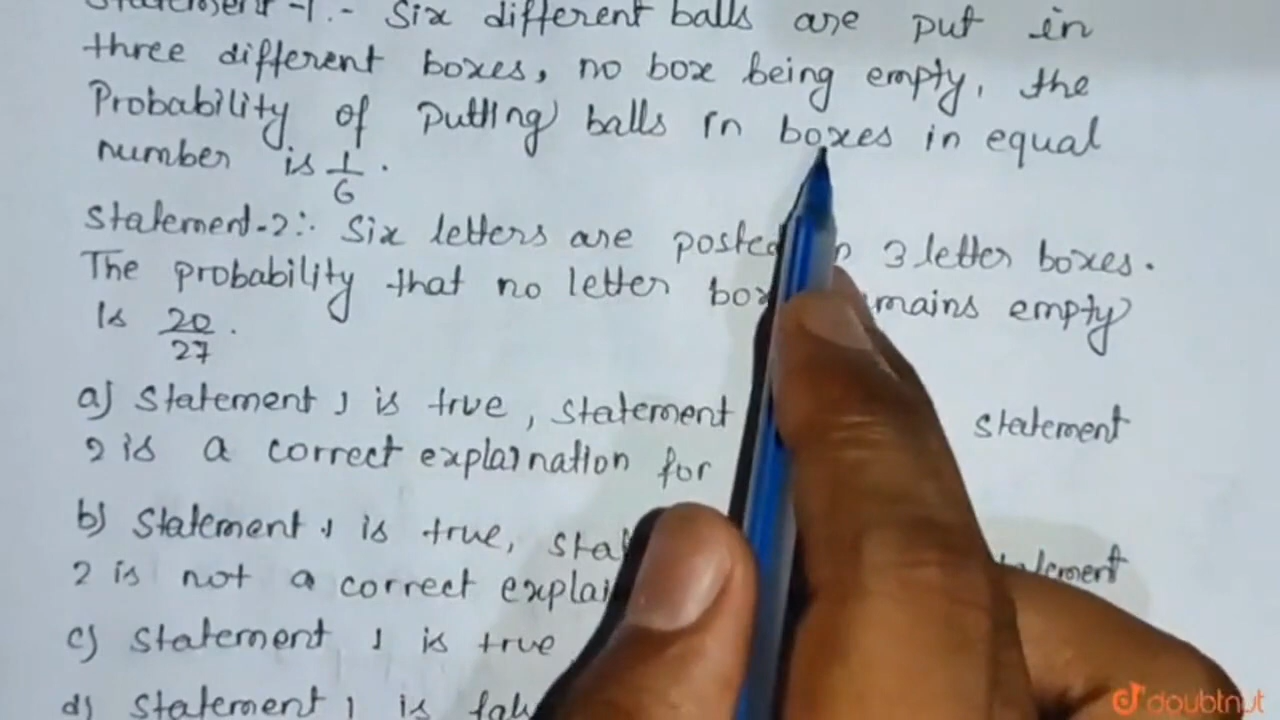 Statement-1.- Six different balls are put in
three different boxes, no box being empty, the
Probability of putting balls in boxes in equal
number is 1/6.
Statement-2:- Six letters are posted 3 letter boxes.
The probability that no letter empty
Is 20/27.
a) Statement 1 is true, Statement statement
2 is a correct explaination for
b) Statement 1 is true,
2 is not a correct
c) Statement 1 is true
d) Statement 1 is
doubtnut